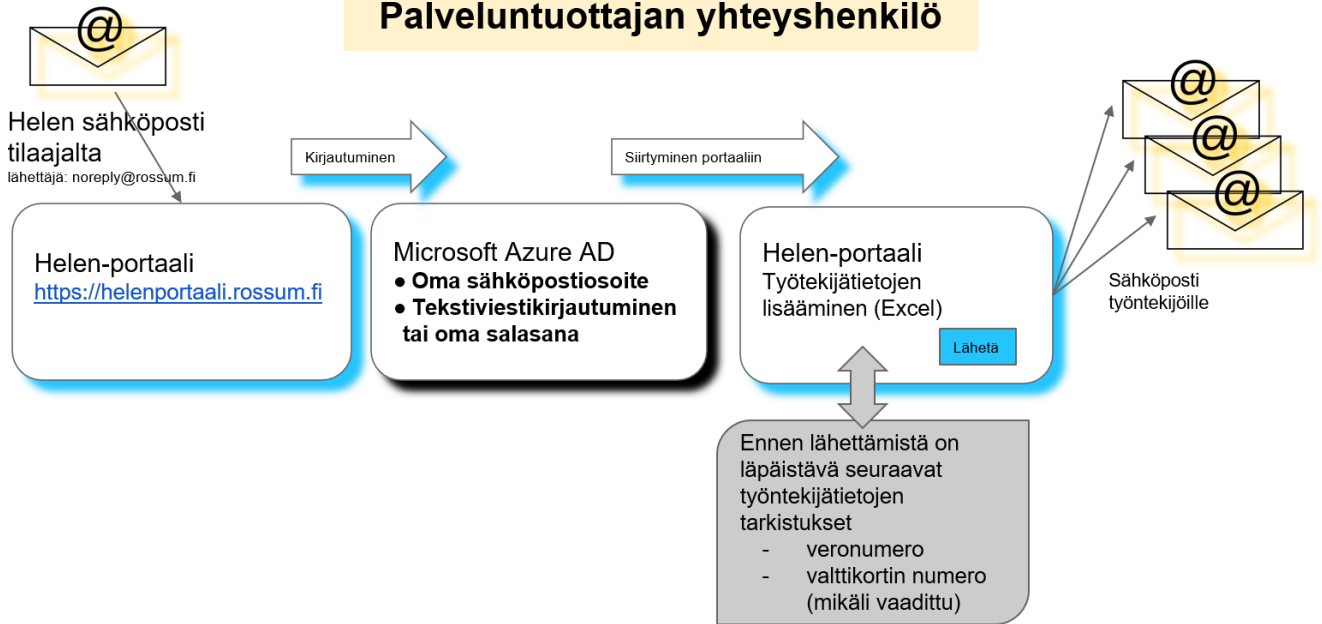 Palveluntuottajan yhteyshenkilö
@
Helen sähköposti
tilaajalta
lähettäjä: noreply@rossum.fi
Kirjautuminen
Siirtyminen portaaliin
@
@
@
Sähköposti
työntekijöille
Helen-portaali
https://helenportaali.rossum.fi
Microsoft Azure AD
● Oma sähköpostiosoite
● Tekstiviestikirjautuminen
tai oma salasana
Helen-portaali
Työtekijätietojen
lisääminen (Excel)
Lähetä
Ennen lähettämistä on
läpäistävä seuraavat
työntekijätietojen
tarkistukset
- veronumero
- valttikortin numero
(mikäli vaadittu)